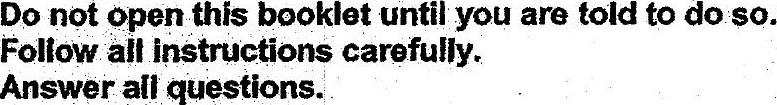 Do not open this booklet until you are told to do so.
Follow all instructions carefully.
Answer all questions.